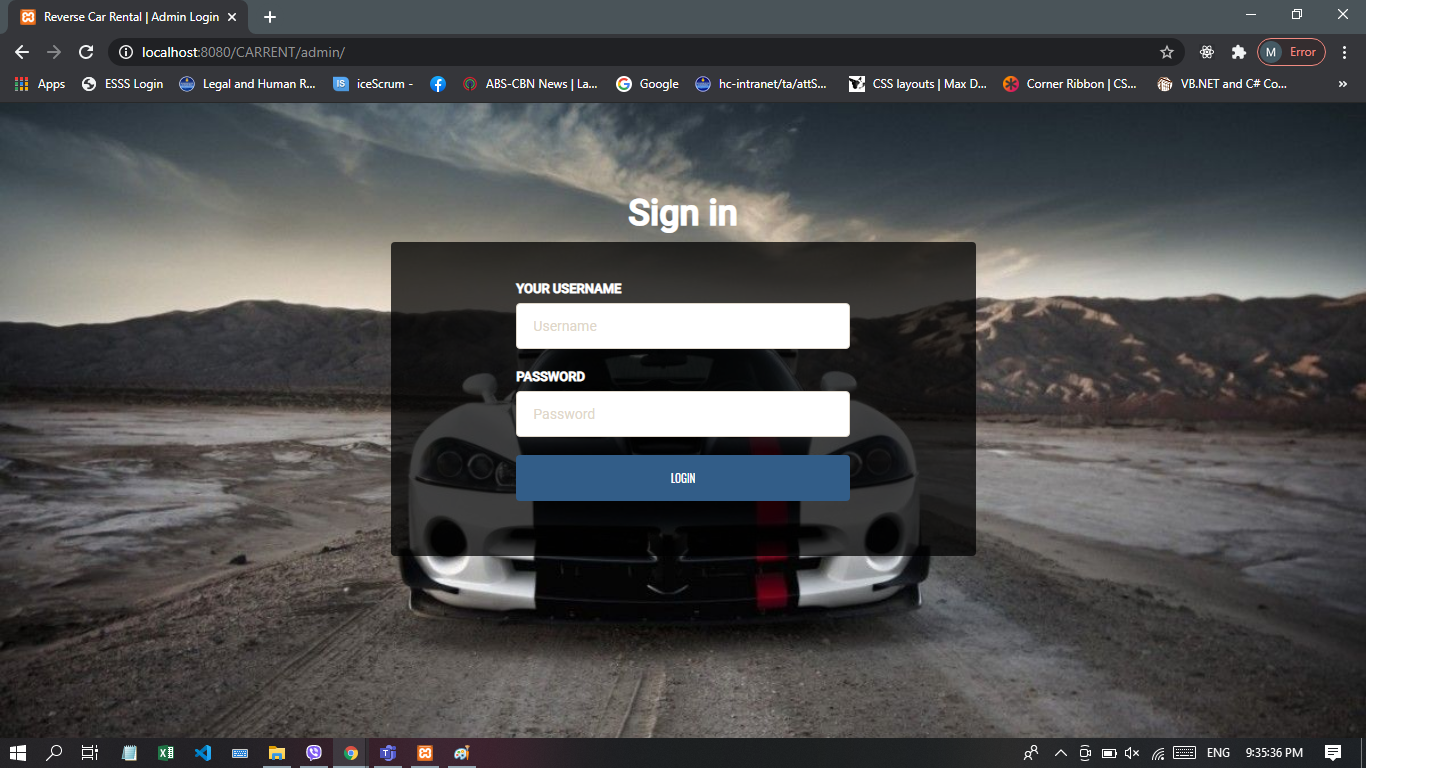 Reverse Car Rental | Admin Login
localhost:8080/CARRENT/admin/
M Error
Apps ESSS Login Legal and Human R... IS iceScrum - ABS-CBN News | La... Google hc-intranet/ta/attS... CSS layouts | Max D... Corner Ribbon | CS... VB.NET and C# Co... »
Sign in
YOUR USERNAME
Username
PASSWORD
Password
LOGIN
ENG 9:35:36 PM